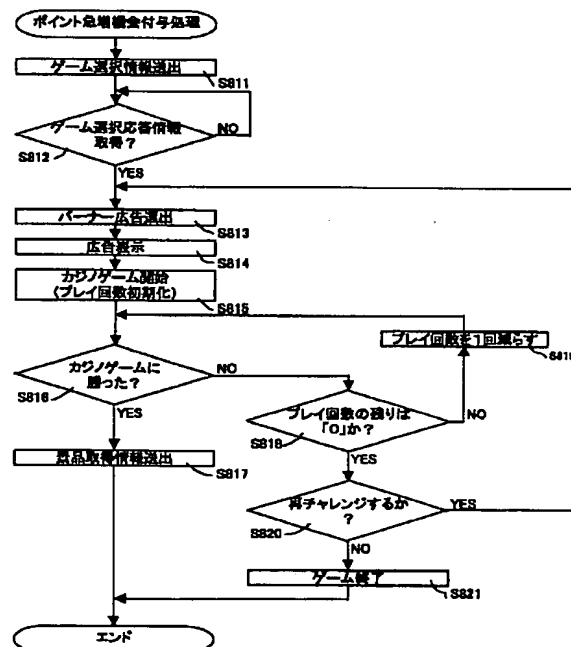 ポイント急増機会付与処理
ゲーム選択情報送出
S811
ゲーム選択応答情報
取得？
NO
S812
YES
バーナー広告選出
S813
広告表示
S814
カジノゲーム開始
(プレイ回数初期化)
S815
プレイ回数を1回減らす
S819
カジノゲームに
勝った？
NO
S816
YES
プレイ回数の残りは
「0」か？
NO
S818
YES
景品取得情報送出
S817
再チャレンジするか
？
YES
S820
NO
ゲーム終了
S821
エンド